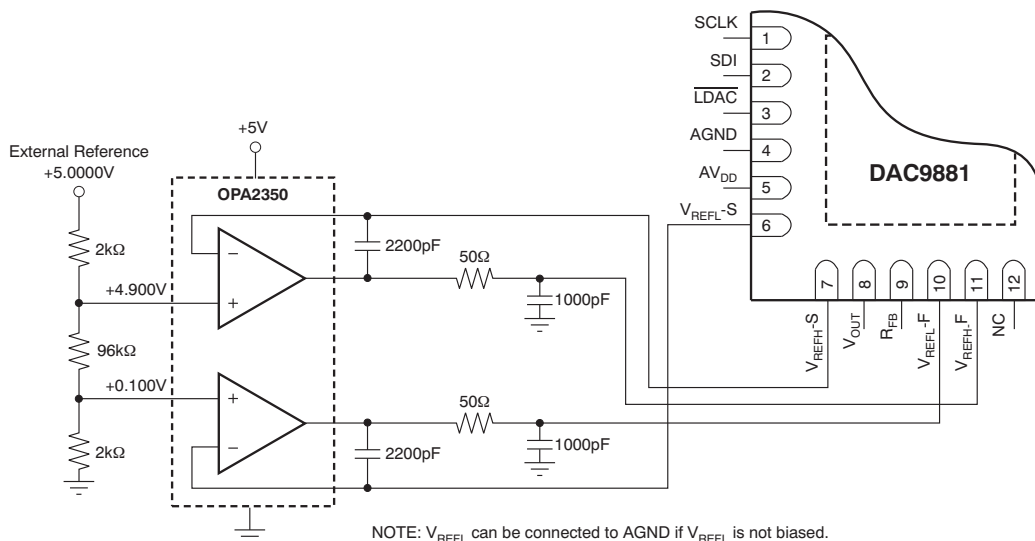 SCLK
1
SDI
2
LDAC
3
AGND
4
AVDD
5
VREFL-S
6
DAC9881
7
8
9
10
11
12
VREFH-S
VOUT
RFB
VREFL-F
VREFH-F
NC
+5V
External Reference
+5.0000V
OPA2350
2kΩ
−
2200pF
50Ω
+4.900V
+
1000pF
96kΩ
+0.100V
+
50Ω
2kΩ
−
2200pF
1000pF
NOTE: VREFL can be connected to AGND if VREFL is not biased.